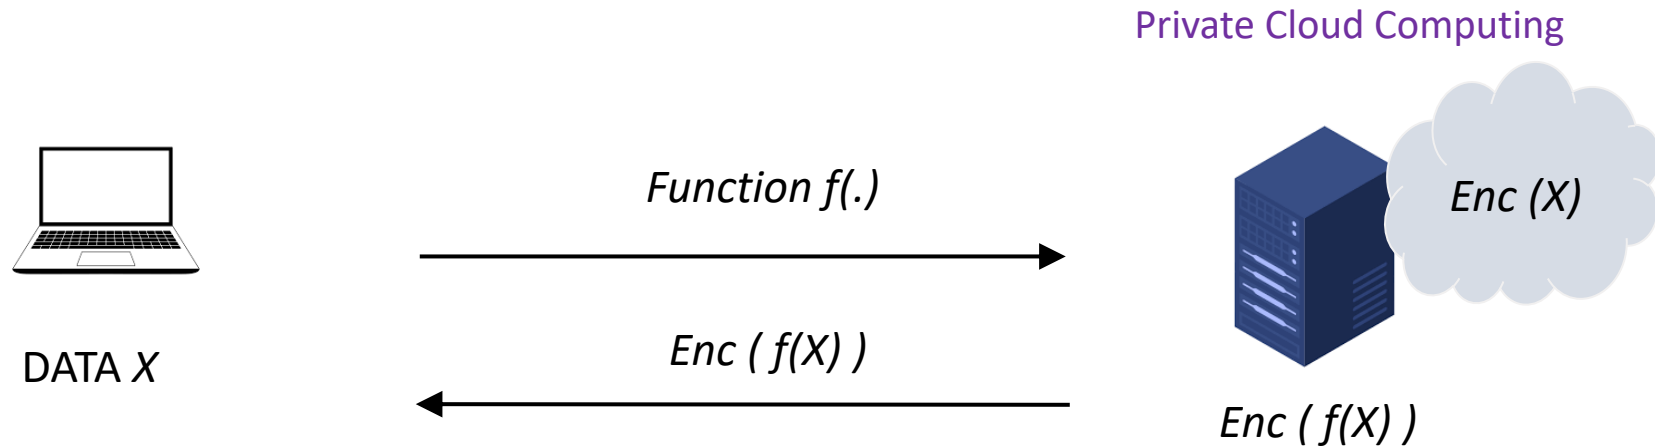 Private Cloud Computing
Function f(.)
Enc (X)
DATA X
Enc ( f(X) )
Enc ( f(X) )